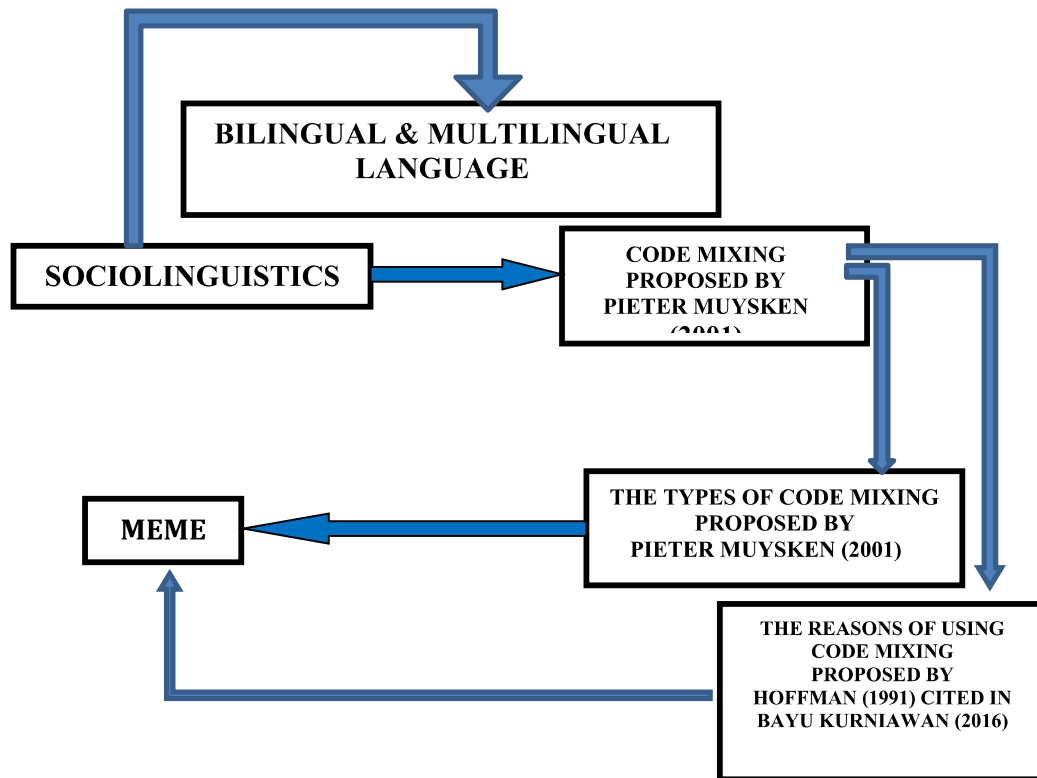 BILINGUAL & MULTILINGUAL
LANGUAGE
SOCIOLINGUISTICS
CODE MIXING
PROPOSED BY
PIETER MUYSKEN
(2001)
THE TYPES OF CODE MIXING
PROPOSED BY
PIETER MUYSKEN (2001)
MEME
THE REASONS OF USING
CODE MIXING
PROPOSED BY
HOFFMAN (1991) CITED IN
BAYU KURNIAWAN (2016)